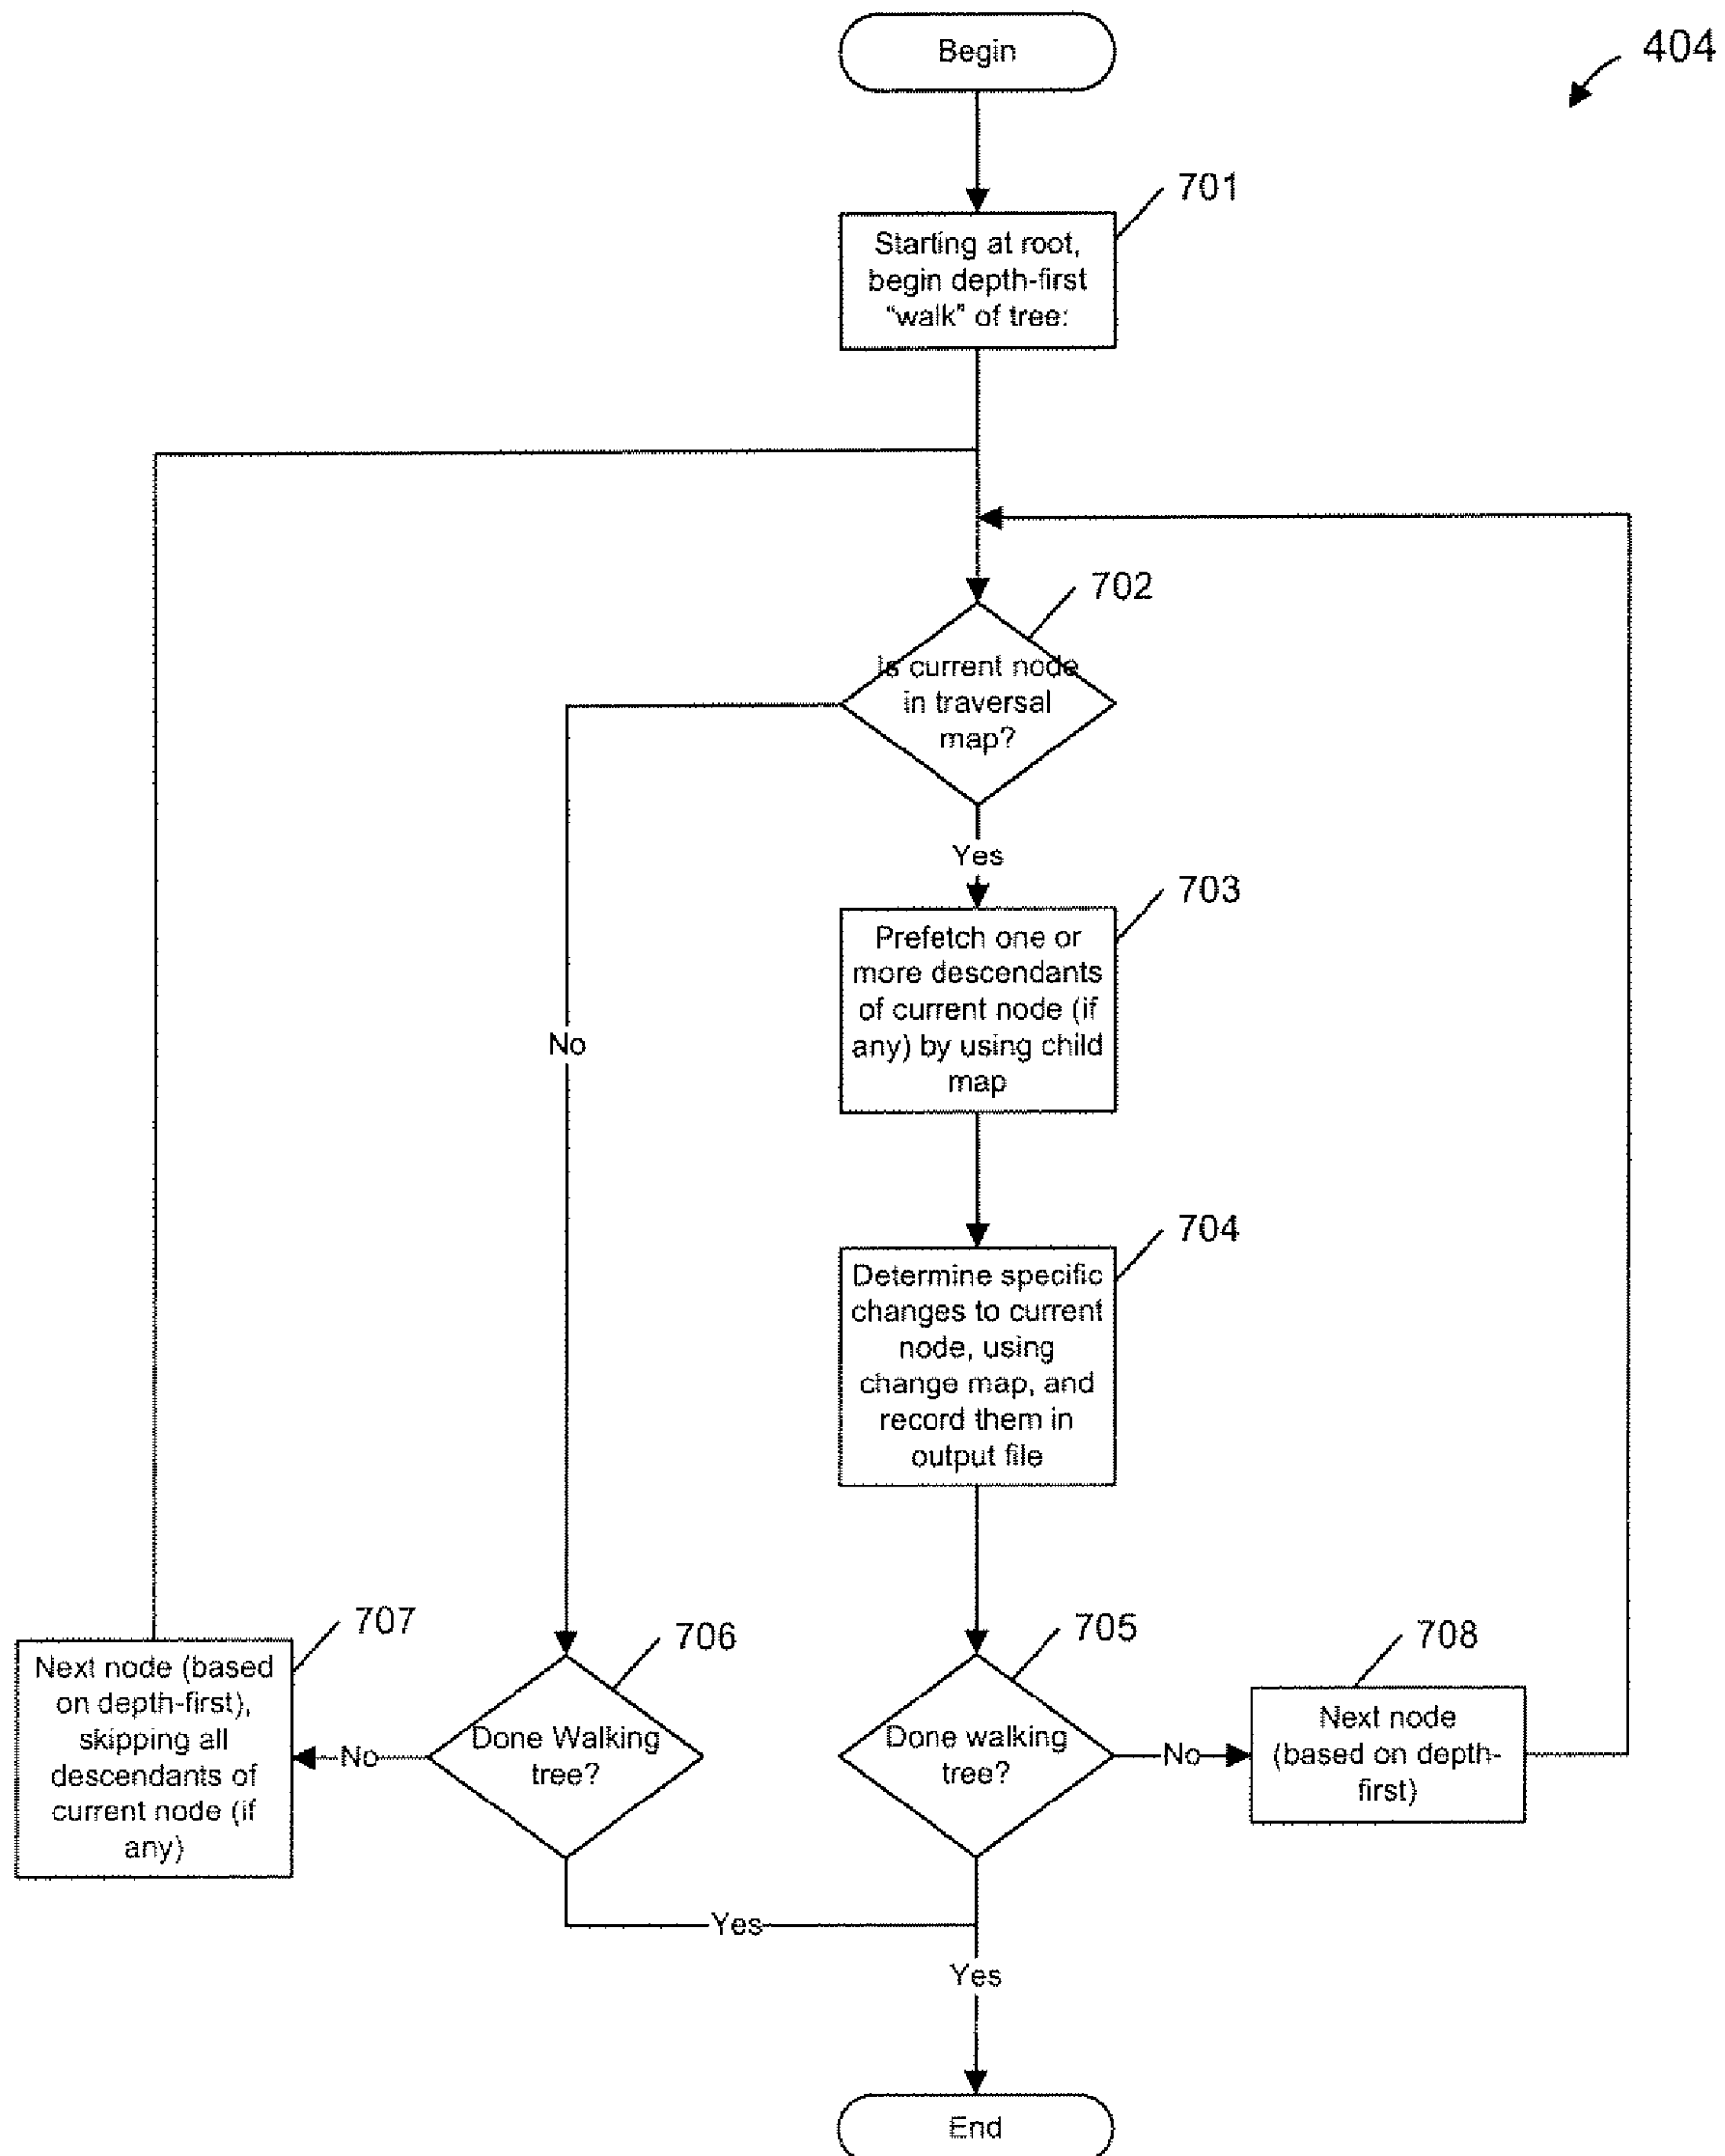 Begin
404
701
Starting at root,
begin depth-first
“walk” of tree:
702
Is current node
in traversal
map?
Yes
703
Prefetch one or
more descendants
of current node (if
any) by using child
map
No
704
Determine specific
changes to current
node, using
change map, and
record them in
output file
707
Next node (based
on depth-first),
skipping all
descendants of
current node (if
any)
No
706
Done Walking
tree?
705
Done walking
tree?
No
708
Next node
(based on depth-
first)
Yes
Yes
End